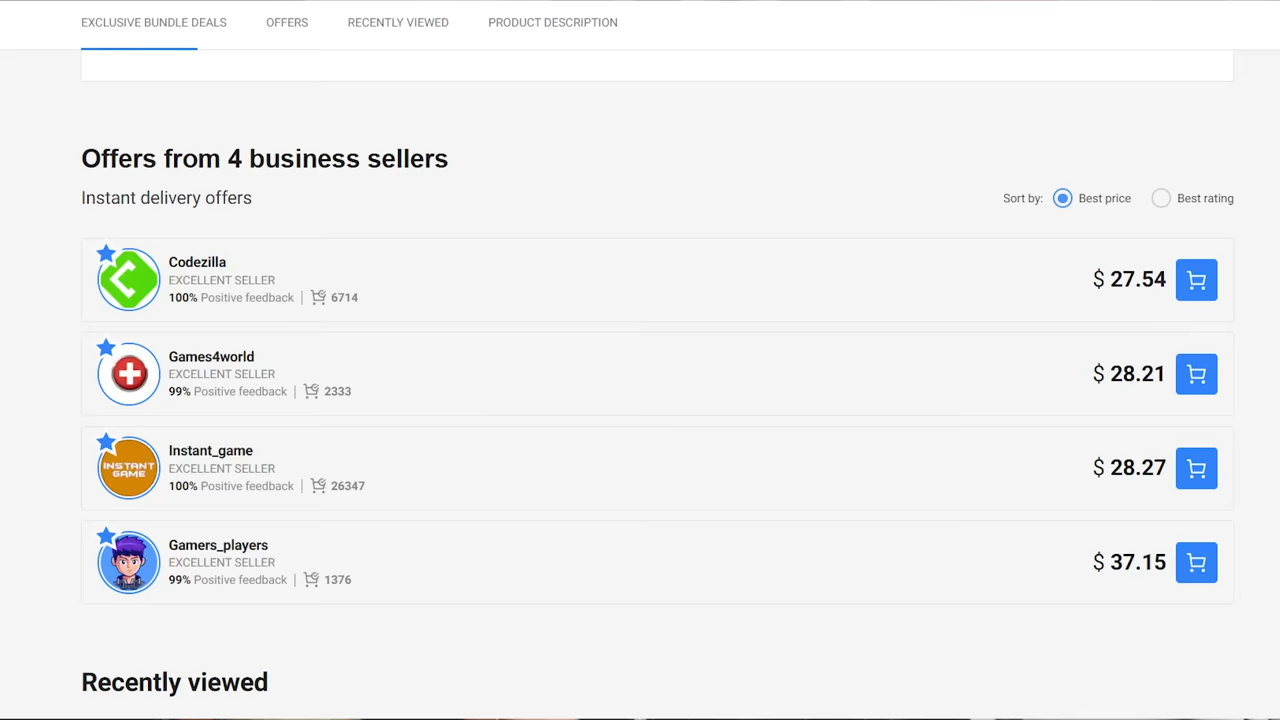 EXCLUSIVE BUNDLE DEALS OFFERS RECENTLY VIEWED PRODUCT DESCRIPTION
Offers from 4 business sellers
Instant delivery offers
Sort by: Best price Best rating
Codezilla
EXCELLENT SELLER
100% Positive feedback | 6714
$ 27.54
Games4world
EXCELLENT SELLER
99% Positive feedback | 2333
$ 28.21
INSTANT
GAME
Instant_game
EXCELLENT SELLER
100% Positive feedback | 26347
$ 28.27
Gamers_players
EXCELLENT SELLER
99% Positive feedback | 1376
$ 37.15
Recently viewed